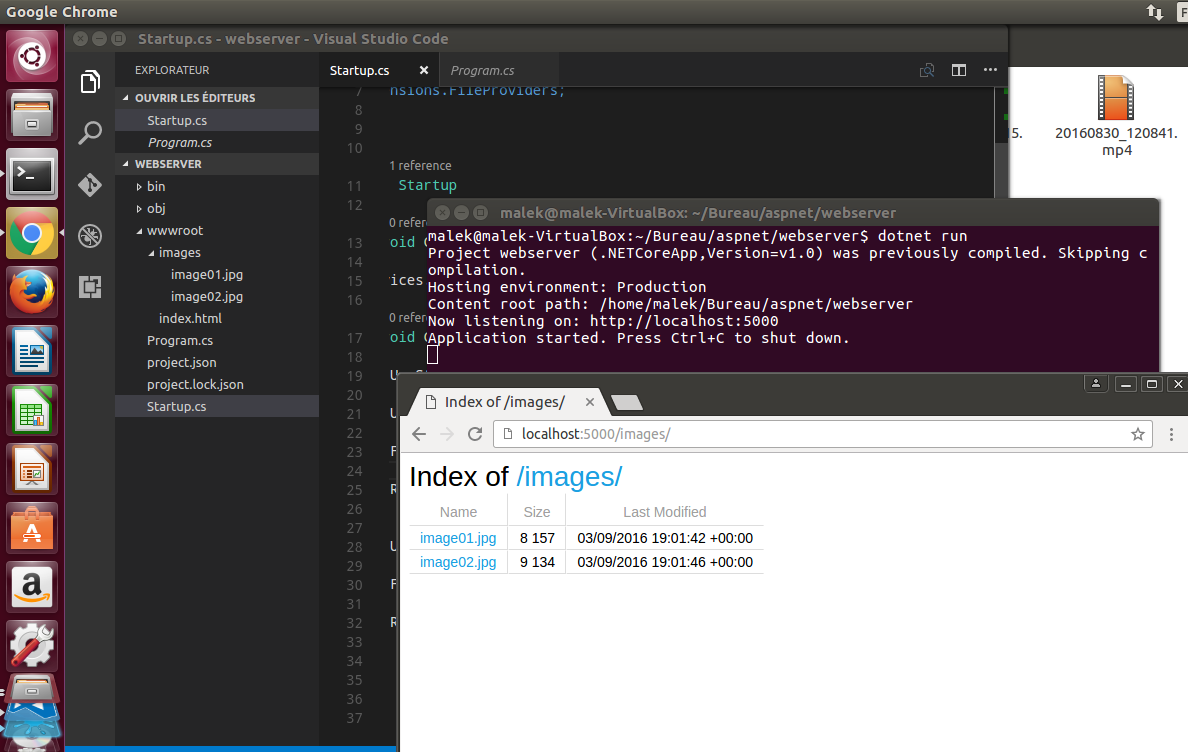 Google Chrome
Startup.cs - webserver - Visual Studio Code
EXPLORATEUR
OUVRIR LES ÉDITEURS
Startup.cs
Program.cs
WEBSERVER
bin
obj
wwwroot
images
image01.jpg
image02.jpg
index.html
Program.cs
project.json
project.lock.json
Startup.cs
Startup.cs
Program.cs
7 nsions.FileProviders;
8
9
10
1 reference
11 Startup
12
0 refer
13 oid
14
15 vices
16
0 refer
17 oid
18
19
20
21
22
23
24
25
26
27
28
29
30
31
32
33
34
35
36
37
5.
20160830_120841.
mp4
malek@malek-VirtualBox: ~/Bureau/aspnet/webserver
malek@malek-VirtualBox:~/Bureau/aspnet/webserver$ dotnet run
Project webserver (.NETCoreApp,Version=v1.0) was previously compiled. Skipping c
ompilation.
Hosting environment: Production
Content root path: /home/malek/Bureau/aspnet/webserver
Now listening on: http://localhost:5000
Application started. Press Ctrl+C to shut down.
Index of /images/
localhost:5000/images/
Index of /images/
Name Size Last Modified
image01.jpg 8 157 03/09/2016 19:01:42 +00:00
image02.jpg 9 134 03/09/2016 19:01:46 +00:00